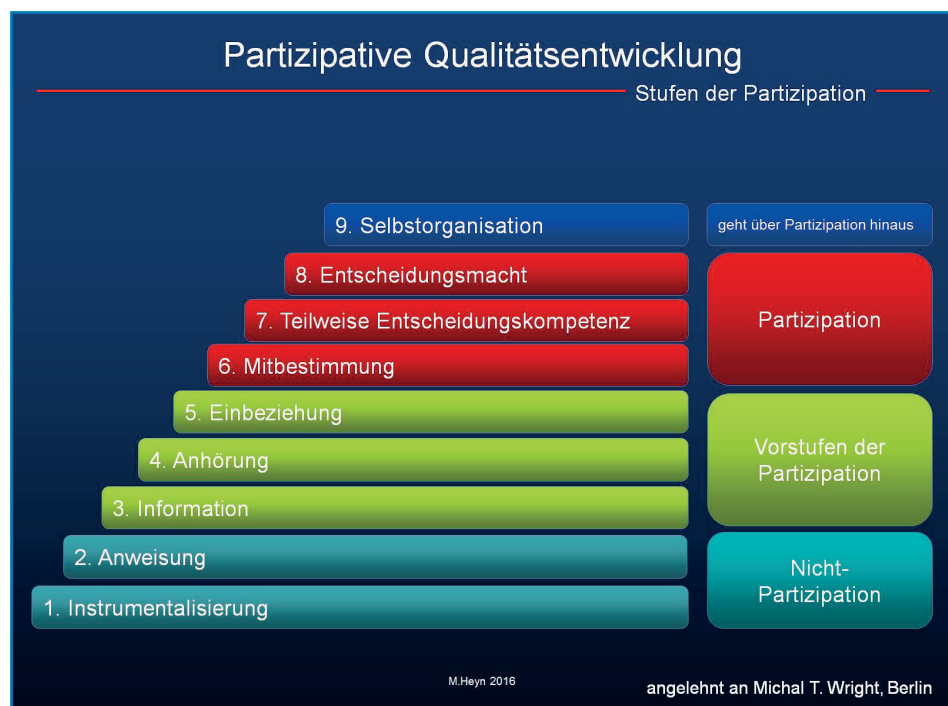 Partizipative Qualitätsentwicklung
Stufen der Partizipation
9. Selbstorganisation
geht über Partizipation hinaus
8. Entscheidungsmacht
7. Teilweise Entscheidungskompetenz
6. Mitbestimmung
Partizipation
5. Einbeziehung
4. Anhörung
3. Information
Vorstufen der
Partizipation
2. Anweisung
1. Instrumentalisierung
Nicht-
Partizipation
M.Heyn 2016
angelehnt an Michal T. Wright, Berlin